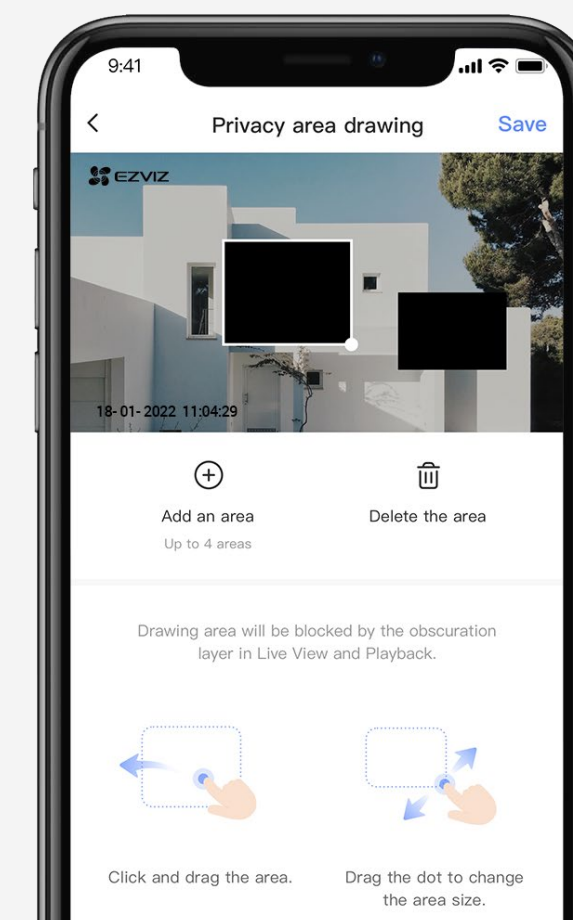 9:41
Privacy area drawing
Save
EZVIZ
18-01-2022 11:04:29
Add an area
Delete the area
Up to 4 areas
Drawing area will be blocked by the obscuration
layer in Live View and Playback.
Click and drag the area.
Drag the dot to change
the area size.